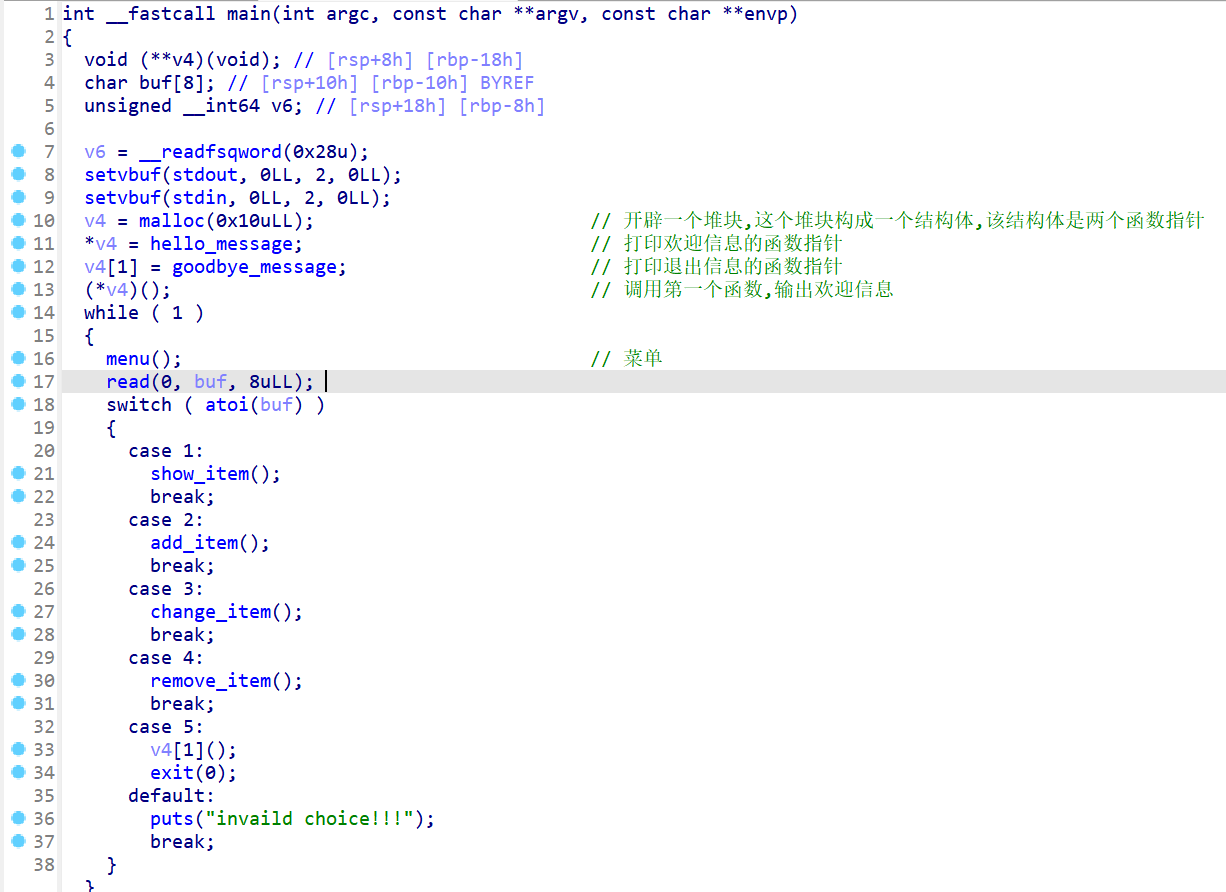 1 int __fastcall main(int argc, const char **argv, const char **envp)
2 {
3 void (**v4)(void); // [rsp+8h] [rbp-18h]
4 char buf[8]; // [rsp+10h] [rbp-10h] BYREF
5 unsigned __int64 v6; // [rsp+18h] [rbp-8h]
6
7 v6 = __readfsqword(0x28u);
8 setvbuf(stdout, 0LL, 2, 0LL);
9 setvbuf(stdin, 0LL, 2, 0LL);
10 v4 = malloc(0x10uLL); // 开辟一个堆块,这个堆块构成一个结构体,该结构体是两个函数指针
11 *v4 = hello_message; // 打印欢迎信息的函数指针
12 v4[1] = goodbye_message; // 打印退出信息的函数指针
13 (*v4)(); // 调用第一个函数,输出欢迎信息
14 while ( 1 )
15 {
16 menu(); // 菜单
17 read(0, buf, 8uLL);
18 switch ( atoi(buf) )
19 {
20 case 1:
21 show_item();
22 break;
23 case 2:
24 add_item();
25 break;
26 case 3:
27 change_item();
28 break;
29 case 4:
30 remove_item();
31 break;
32 case 5:
33 v4[1]();
34 exit(0);
35 default:
36 puts("invaild choice!!!");
37 break;
38 }
}